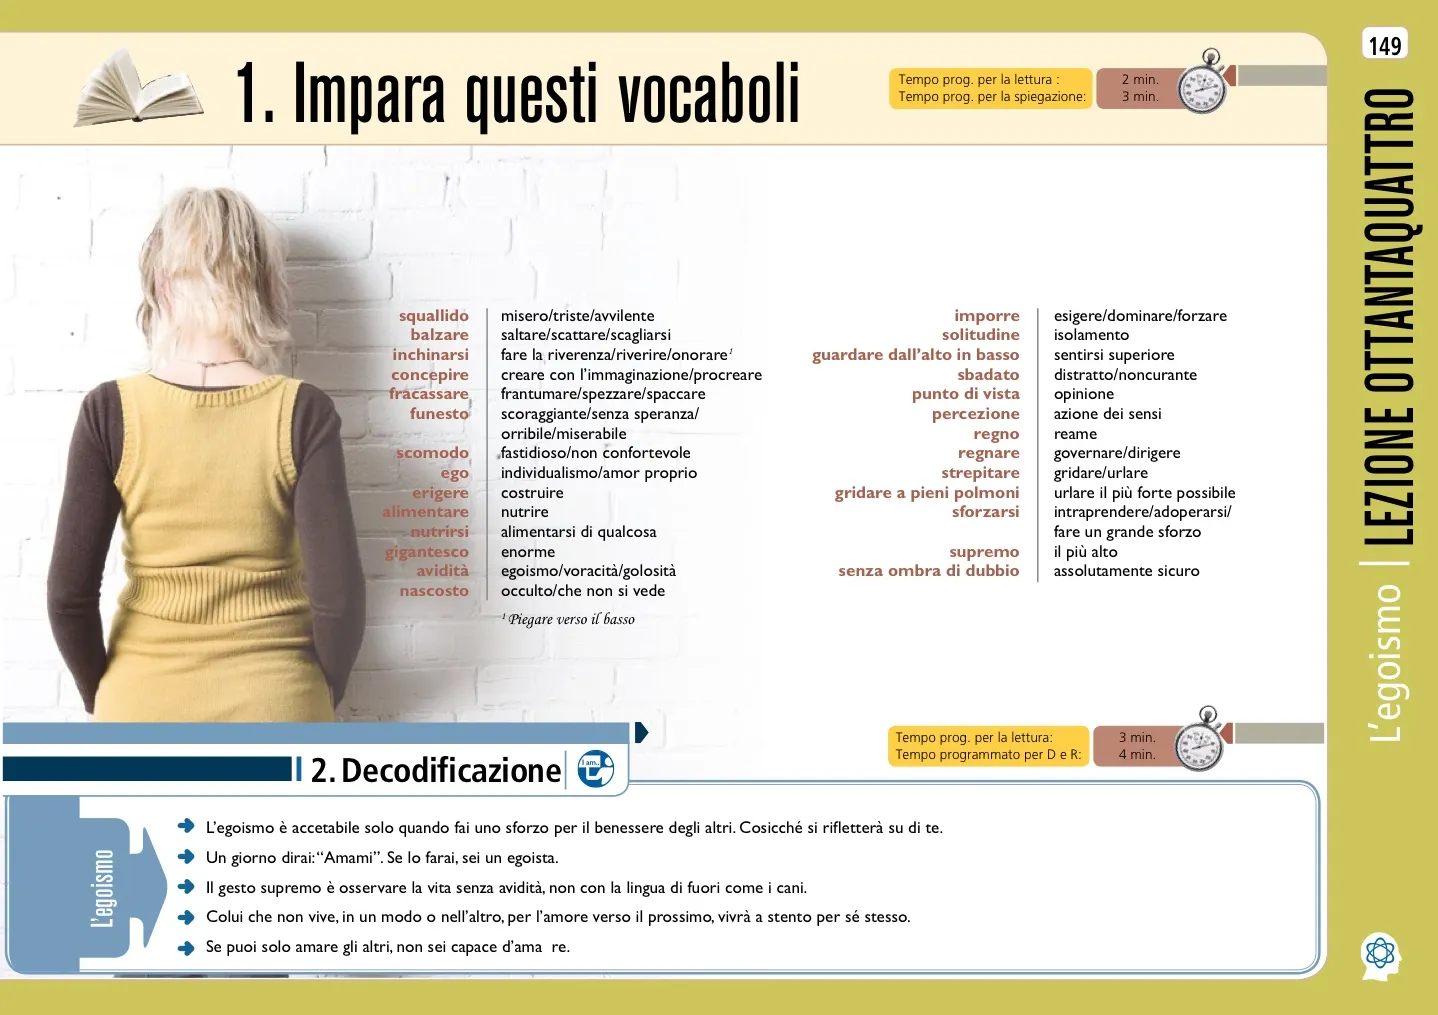 149
LEZIONE OTTANTAQUATTRO
L'egoismo
1. Impara questi vocaboli
Tempo prog. per la lettura : 2 min.
Tempo prog. per la spiegazione: 3 min.
squallido misero/triste/avvilente
balzare saltare/scattare/scagliarsi
inchinarsi fare la riverenza/riverire/onorare¹
concepire creare con l'immaginazione/procreare
fracassare frantumare/spezzare/spaccare
funesto scoraggiante/senza speranza/
orribile/miserabile
scomodo fastidioso/non confortevole
ego individualismo/amor proprio
erigere costruire
alimentare nutrire
nutrirsi alimentarsi di qualcosa
gigantesco enorme
avidità egoismo/voracità/golosità
nascosto occulto/che non si vede
¹ Piegare verso il basso
imporre esigere/dominare/forzare
solitudine isolamento
guardare dall'alto in basso sentirsi superiore
sbadato distratto/noncurante
punto di vista opinione
percezione azione dei sensi
regno reame
regnare governare/dirigere
strepitare gridare/urlare
gridare a pieni polmoni urlare il più forte possibile
sforzarsi intraprendere/adoperarsi/
fare un grande sforzo
supremo il più alto
senza ombra di dubbio assolutamente sicuro
Tempo prog. per la lettura: 3 min.
Tempo programmato per D e R: 4 min.
2. Decodificazione
I am..
L'egoismo
L'egoismo è accetabile solo quando fai uno sforzo per il benessere degli altri. Cosicché si rifletterà su di te.
Un giorno dirai: "Amami". Se lo farai, sei un egoista.
Il gesto supremo è osservare la vita senza avidità, non con la lingua di fuori come i cani.
Colui che non vive, in un modo o nell'altro, per l'amore verso il prossimo, vivrà a stento per sé stesso.
Se puoi solo amare gli altri, non sei capace d'ama re.